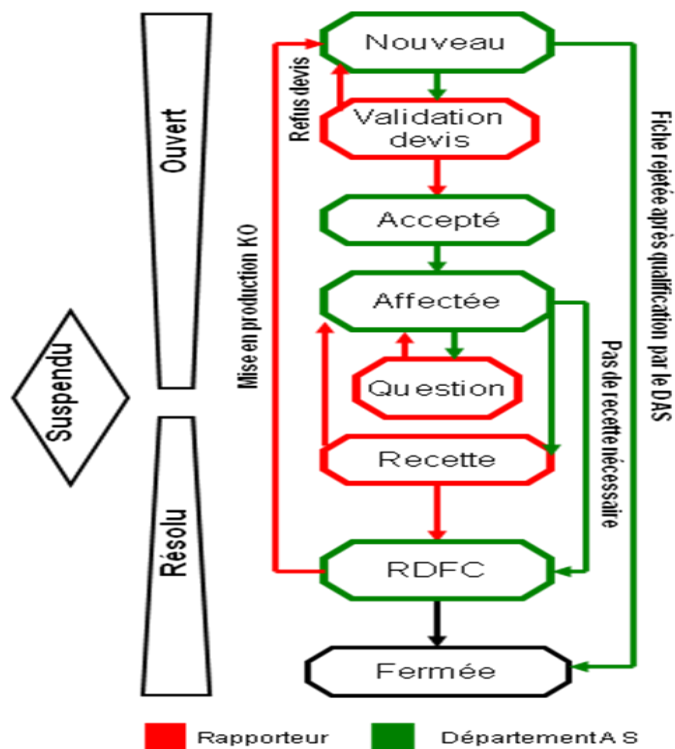 Nouveau
Refus devis
Validation
devis
Ouvert
Accepté
Mise en production KO
Fiche rejetée après qualification par le DAS
Affectée
Suspendu
Question
Pas de recette nécessaire
Recette
Résolu
RDFC
Fermée
Rapporteur
Département A S